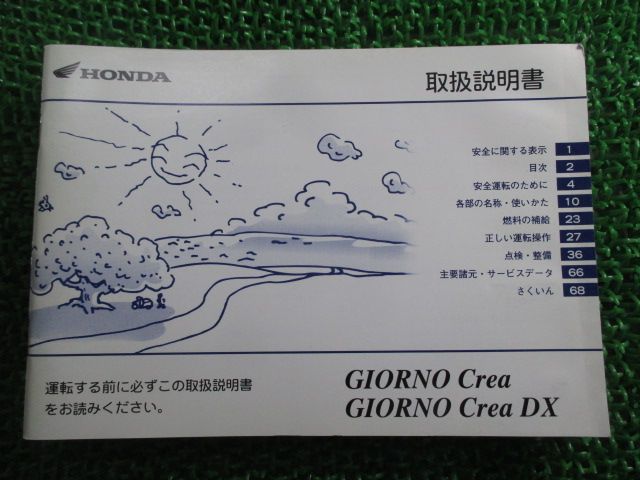 HONDA
取扱説明書
安全に関する表示 1
目次 2
安全運転のために 4
各部の名称・使いかた 10
燃料の補給 23
正しい運転操作 27
点検・整備 36
主要諸元・サービスデータ 66
さくいん 68
運転する前に必ずこの取扱説明書
をお読みください。
GIORNO Crea
GIORNO Crea DX